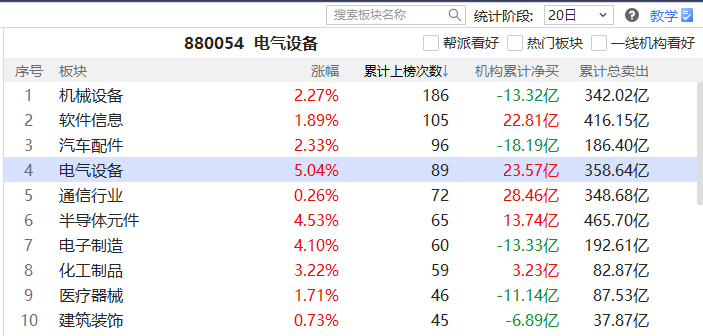 搜索板块名称 统计阶段: 20日 ? 教学
880054 电气设备 帮派看好 热门板块 一线机构看好
序号 板块 涨幅 累计上榜次数↓ 机构累计净买 累计总卖出
1 机械设备 2.27% 186 -13.32亿 342.02亿
2 软件信息 1.89% 105 22.81亿 416.15亿
3 汽车配件 2.33% 96 -18.19亿 186.40亿
4 电气设备 5.04% 89 23.57亿 358.64亿
5 通信行业 0.26% 72 28.46亿 348.68亿
6 半导体元件 4.53% 65 13.74亿 465.70亿
7 电子制造 4.10% 60 -13.33亿 192.61亿
8 化工制品 3.22% 59 3.23亿 82.87亿
9 医疗器械 1.71% 46 -11.14亿 87.53亿
10 建筑装饰 0.73% 45 -6.89亿 37.87亿